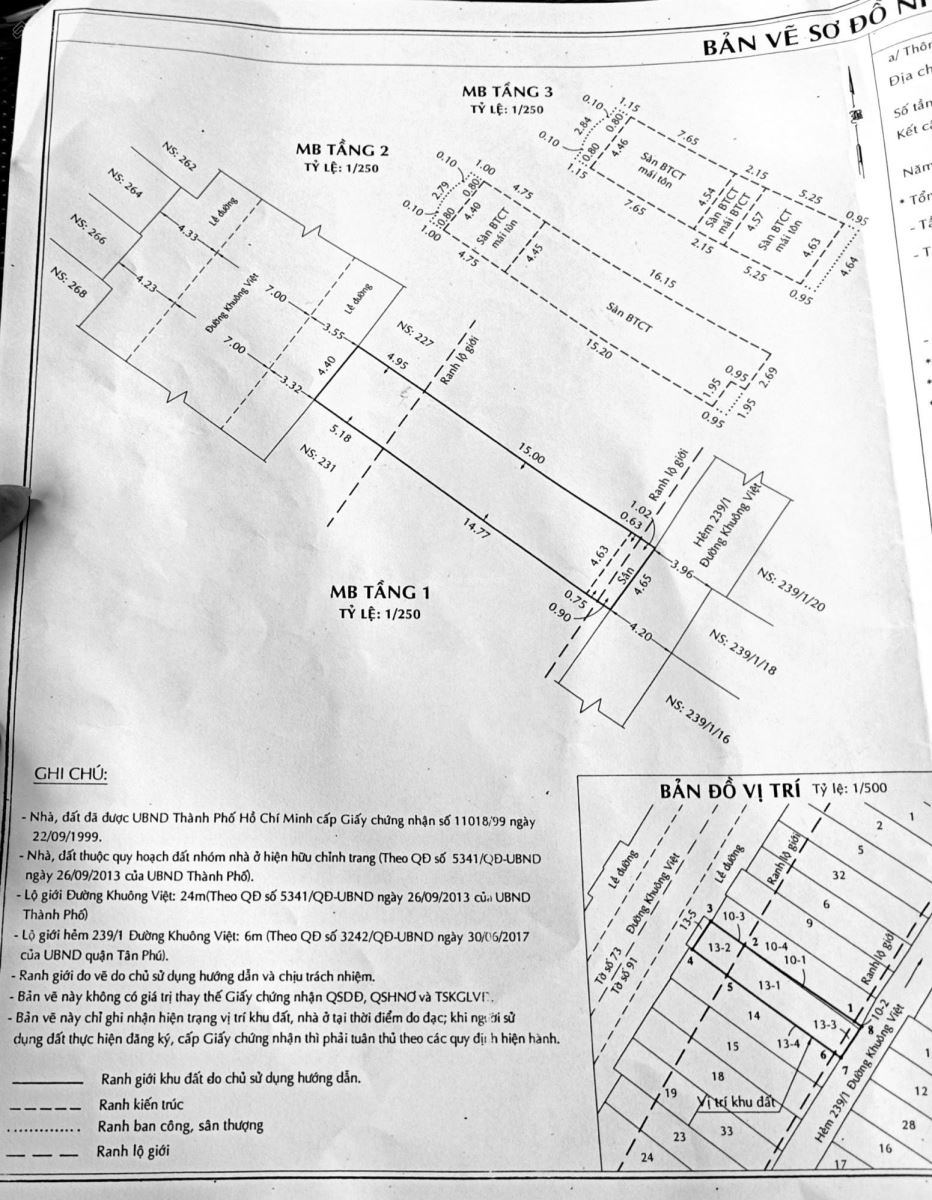 BẢN VẼ SƠ ĐỒ
a/ Thôn
Địa ch
Số tần
Kết cấ
Năm
* Tổn
- Tầ
- T
MB TẦNG 3
TỶ LỆ: 1/250
0.10
1.15
2.84
0.80
7.65
0.10
0.80
4.46
1.15
Sàn BTCT
mái tôn
2.15
4.54
Sàn BTCT
mái BTCT
4.57
5.25
Sàn BTCT
mái tôn
0.95
7.65
2.15
4.63
4.64
5.25
0.95
MB TẦNG 2
TỶ LỆ: 1/250
0.10
1.00
2.79
0.80
4.75
0.10
0.80
4.40
1.00
Sàn BTCT
mái tôn
4.45
4.75
16.15
Sàn BTCT
15.20
0.95
1.95
2.69
0.95
1.95
NS: 262
NS: 264
NS: 266
NS: 268
Lề đường
4.33
4.23
Đường Khuông Việt
7.00
7.00
Lề đường
3.55
3.32
4.40
NS: 227
4.95
Ranh lộ giới
5.18
NS: 231
15.00
14.77
Ranh lộ giới
1.02
0.63
4.63
Sân
4.65
0.75
0.90
Hẻm 239/1
Đường Khuông Việt
3.96
4.20
NS: 239/1/20
NS: 239/1/18
NS: 239/1/16
MB TẦNG 1
TỶ LỆ: 1/250
GHI CHÚ:
- Nhà, đất đã được UBND Thành Phố Hồ Chí Minh cấp Giấy chứng nhận số 11018/99 ngày
22/09/1999.
- Nhà, đất thuộc quy hoạch đất nhóm nhà ở hiện hữu chỉnh trang (Theo QĐ số 5341/QĐ-UBND
ngày 26/09/2013 của UBND Thành Phố).
- Lộ giới Đường Khuông Việt: 24m(Theo QĐ số 5341/QĐ-UBND ngày 26/09/2013 của UBND
Thành Phố)
- Lộ giới hẻm 239/1 Đường Khuông Việt: 6m (Theo QĐ số 3242/QĐ-UBND ngày 30/06/2017
của UBND quận Tân Phú).
- Ranh giới đo vẽ do chủ sử dụng hướng dẫn và chịu trách nhiệm.
- Bản vẽ này không có giá trị thay thế Giấy chứng nhận QSDĐ, QSHNO và TSKGLVĐ.
- Bản vẽ này chỉ ghi nhận hiện trạng vị trí khu đất, nhà ở tại thời điểm đo đạc; khi người sử
dụng đất thực hiện đăng ký, cấp Giấy chứng nhận thì phải tuân thủ theo các quy định hiện hành.
Ranh giới khu đất do chủ sử dụng hướng dẫn.
Ranh kiến trúc
Ranh ban công, sân thượng
Ranh lộ giới
BẢN ĐỒ VỊ TRÍ Tỷ lệ: 1/500
Lề đường
Đường Khuông Việt
Lề đường
Ranh lộ giới
Tờ số 73
Tờ số 91
1
2
5
32
6
9
13-5
3
10-3
2
13-2
4
10-4
10-1
5
13-1
14
13-3
1
10-2
8
13-4
6
7
15
18
19
Vị trí khu đất
33
23
24
Ranh lộ giới
Hẻm 239/1 Đường Khuông Việt
1
12
28
16
17